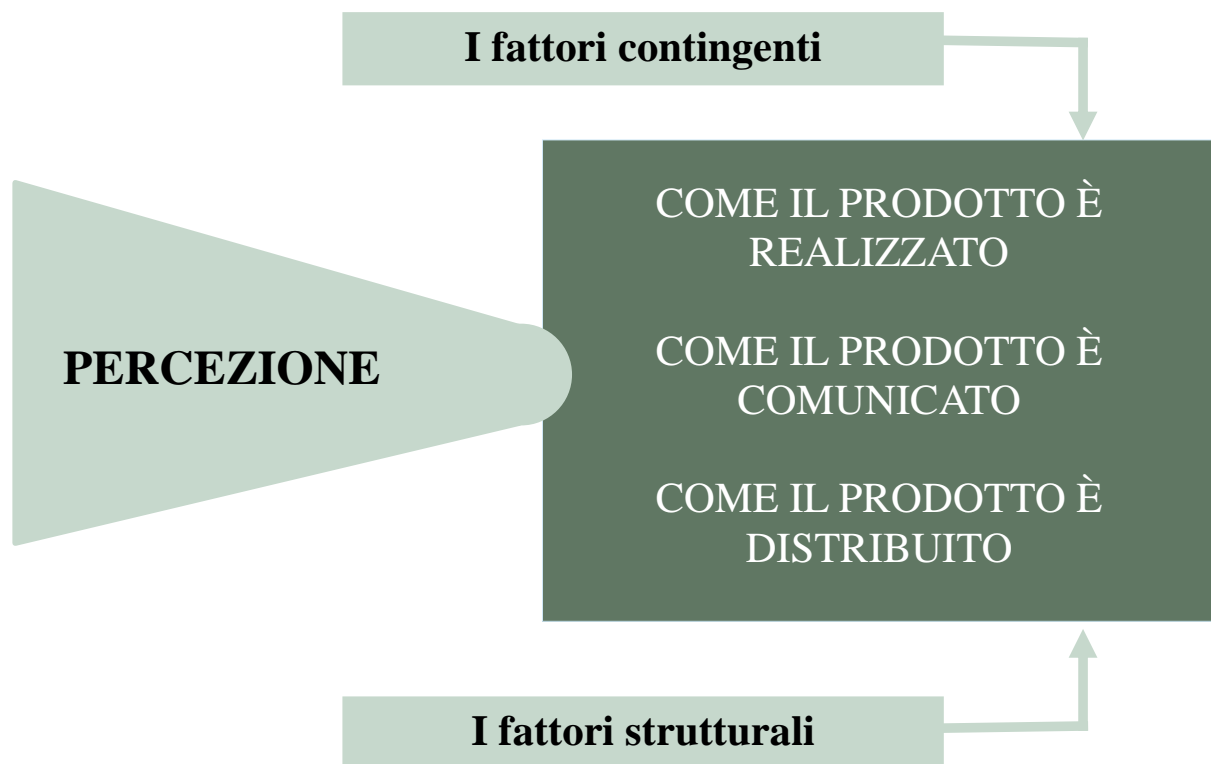 I fattori contingenti
COME IL PRODOTTO È
REALIZZATO
PERCEZIONE
COME IL PRODOTTO È
COMUNICATO
COME IL PRODOTTO È
DISTRIBUITO
I fattori strutturali